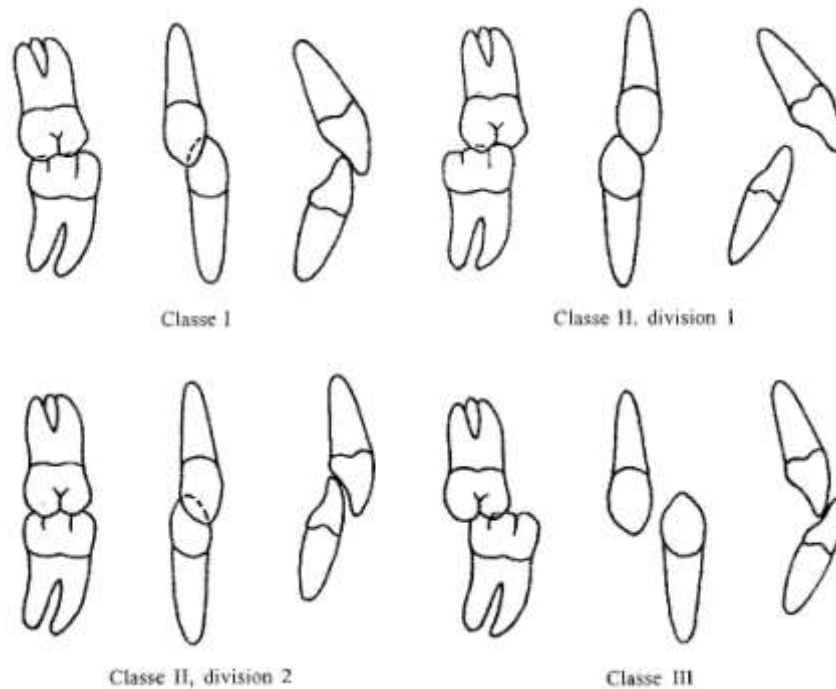 Classe I
Classe II, division 1
Classe II, division 2
Classe III